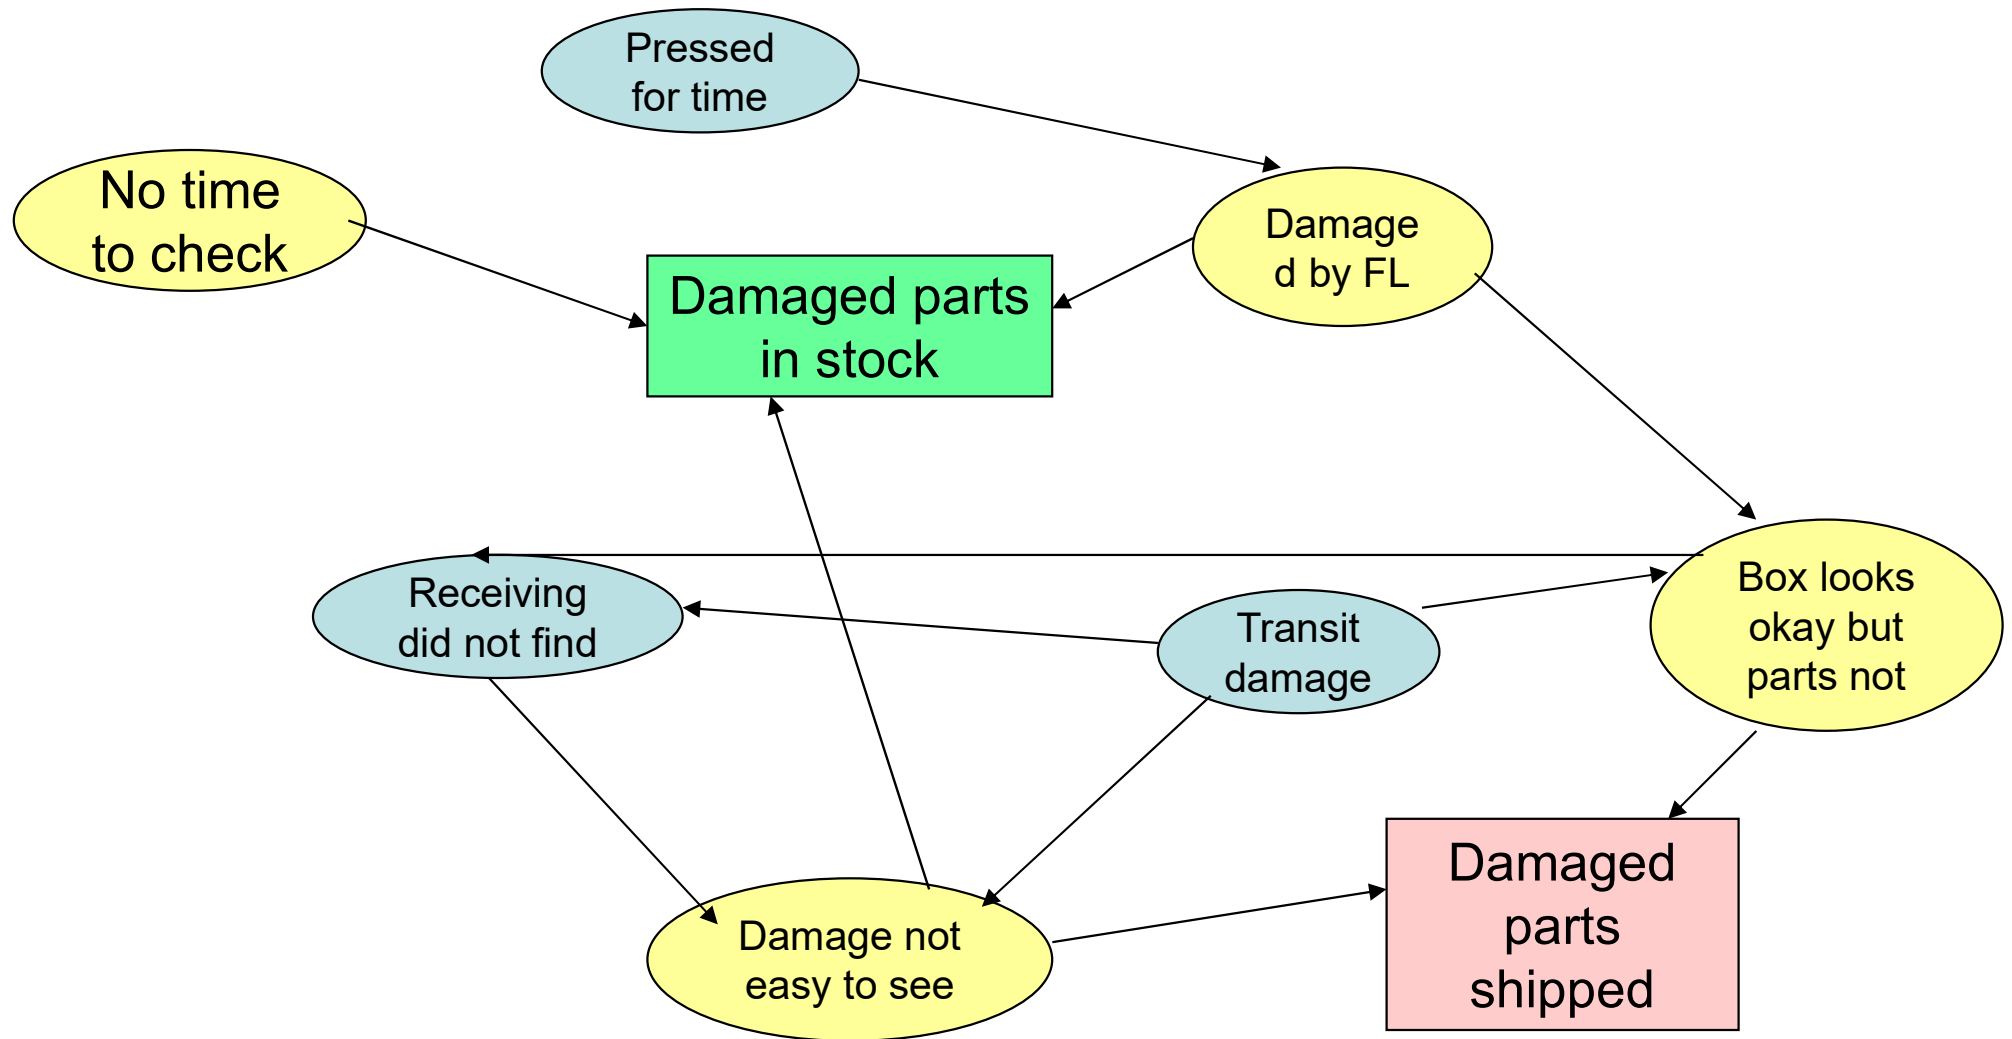 Pressed
for time
No time
to check
Damage
d by FL
Damaged parts
in stock
Receiving
did not find
Transit
damage
Box looks
okay but
parts not
Damage not
easy to see
Damaged
parts
shipped